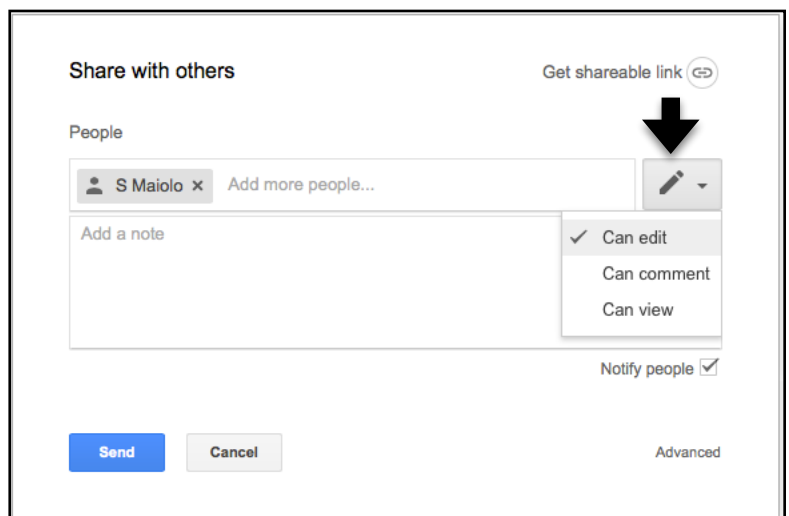 Share with others
Get shareable link
People
S Maiolo × Add more people...
Add a note
Can edit
Can comment
Can view
Notify people
Send
Cancel
Advanced